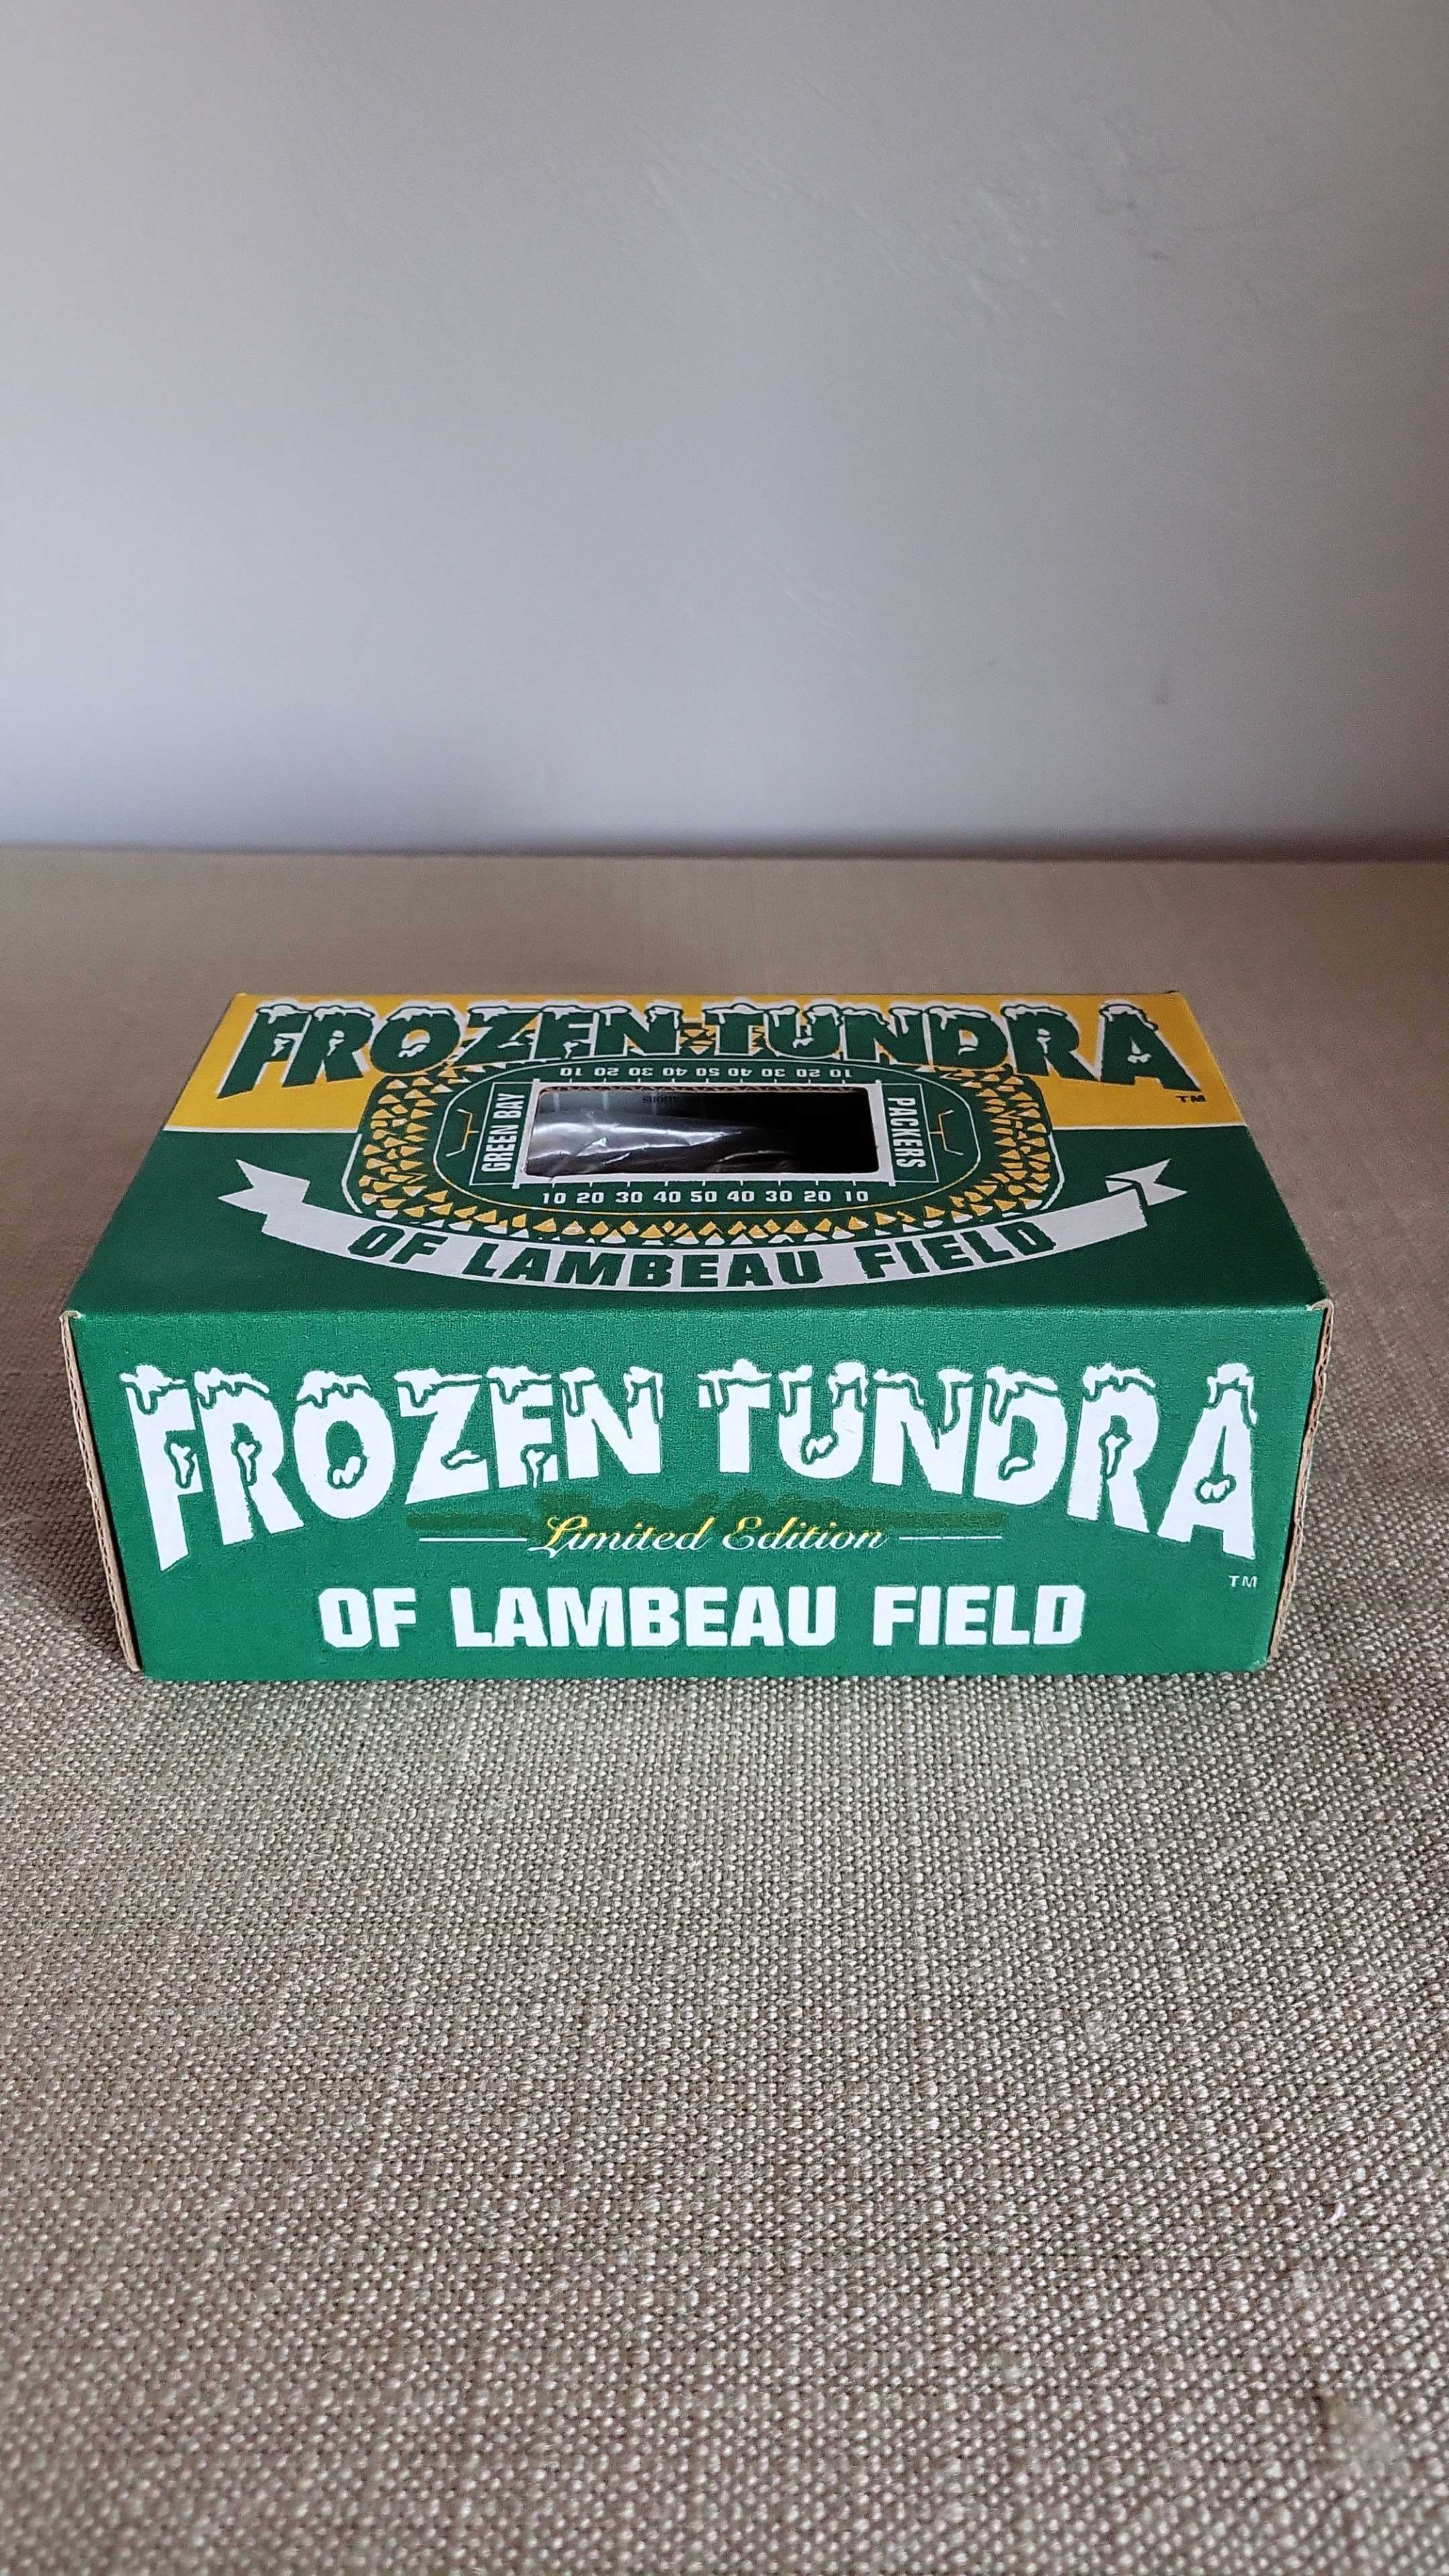 FROZEN TUNDRA
TM
10 20 30 40 50 40 30 20 10
GREEN BAY
PACKERS
10 20 30 40 50 40 30 20 10
OF LAMBEAU FIELD
FROZEN TUNDRA
Limited Edition
TM
OF LAMBEAU FIELD